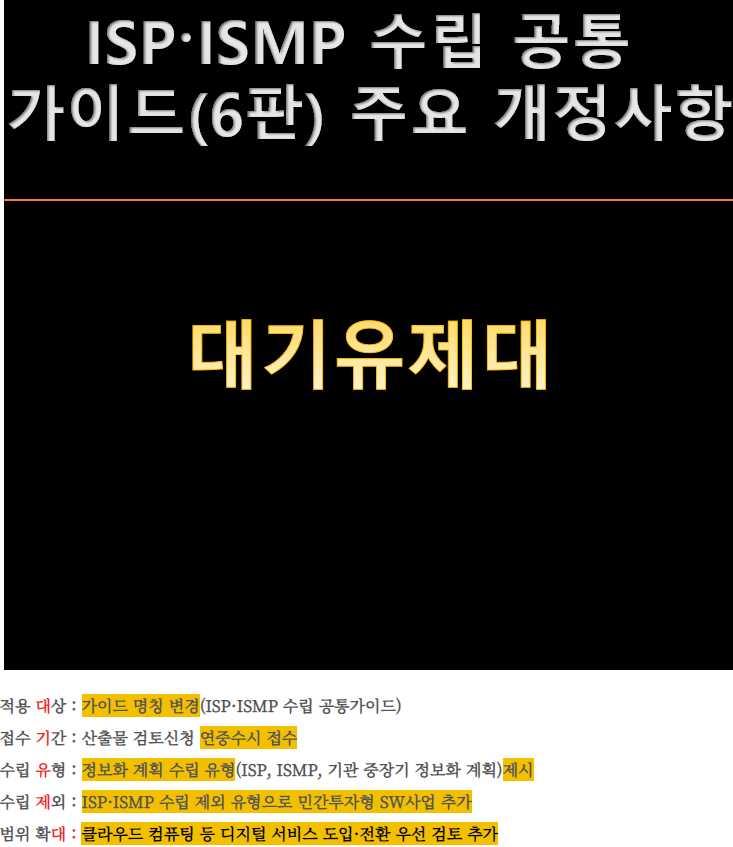 ISP·ISMP 수립 공통
가이드(6판) 주요 개정사항
대기유제대
적용 대상 : 가이드 명칭 변경(ISP·ISMP 수립 공통가이드)
접수 기간 : 산출물 검토신청 연중수시 접수
수립 유형 : 정보화 계획 수립 유형(ISP, ISMP, 기관 중장기 정보화 계획)제시
수립 제외 : ISP·ISMP 수립 제외 유형으로 민간투자형 SW사업 추가
범위 확대 : 클라우드 컴퓨팅 등 디지털 서비스 도입·전환 우선 검토 추가